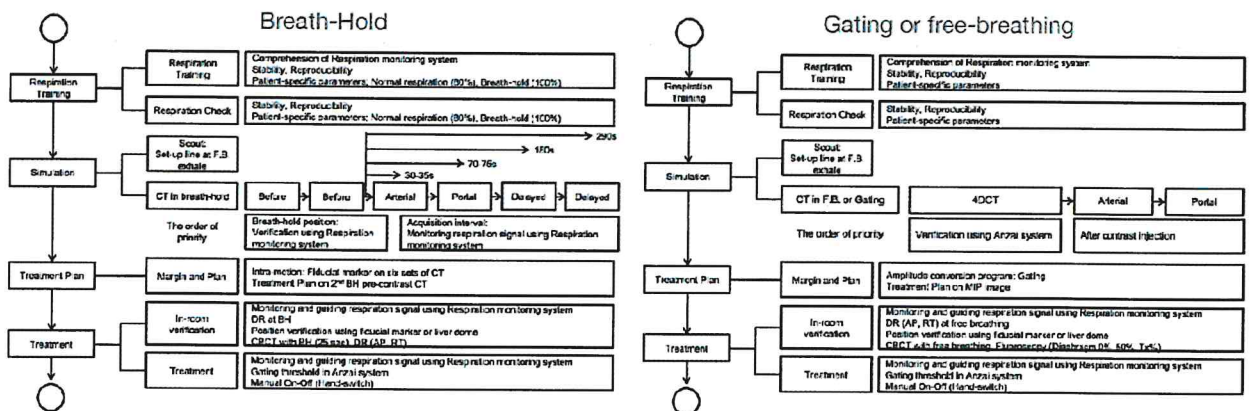 Breath-Hold
Respiration
Training
Respiration
Training
Comprehension of Respiration monitoring system
Stability, Reproducibility
Patient-specific parameters; Normal respiration (80%), Breath-hold (100%)
Respiration Check
Stability, Reproducibility
Patient-specific parameters; Normal respiration (80%), Breath-hold (100%)
290s
180s
70-75s
30-35s
Simulation
Scout:
Set-up line at F.B.
exhale
CT in breath-hold
Before
Before
Arterial
Portal
Delayed
Delayed
The order of
priority
Breath-hold position:
Verification using Respiration
monitoring system
Acquisition interval:
Monitoring respiration signal using Respiration
monitoring system
Treatment Plan
Margin and Plan
Intra-motion: Fiducial marker on six sets of CT
Treatment Plan on 2nd BH pre-contrast CT
Treatment
In-room
verification
Monitoring and guiding respiration signal using Respiration monitoring system
DR at BH
Position verification using fiducial marker or liver dome
CBCT with BH (25 sec), DR (AP, RT)
Treatment
Monitoring and guiding respiration signal using Respiration monitoring system
Gating threshold in Anzai system
Manual On-Off (Hand-switch)
Gating or free-breathing
Respiration
Training
Respiration
Training
Comprehension of Respiration monitoring system
Stability, Reproducibility
Patient-specific parameters
Respiration Check
Stability, Reproducibility
Patient-specific parameters
Simulation
Scout:
Set-up line at F.B.
exhale
CT in F.B. or Gating
4DCT
Arterial
Portal
The order of priority
Verification using Anzai system
After contrast injection
Treatment Plan
Margin and Plan
Amplitude conversion program: Gating
Treatment Plan on MIP image
Treatment
In-room
verification
Monitoring and guiding respiration signal using Respiration monitoring system
DR (AP, RT) at free breathing
Position verification using fiducial marker or liver dome
CBCT with free breathing, Fluoroscopy (Diaphragm 0%, 50%, Tx%)
Treatment
Monitoring and guiding respiration signal using Respiration monitoring system
Gating threshold in Anzai system
Manual On-Off (Hand-switch)